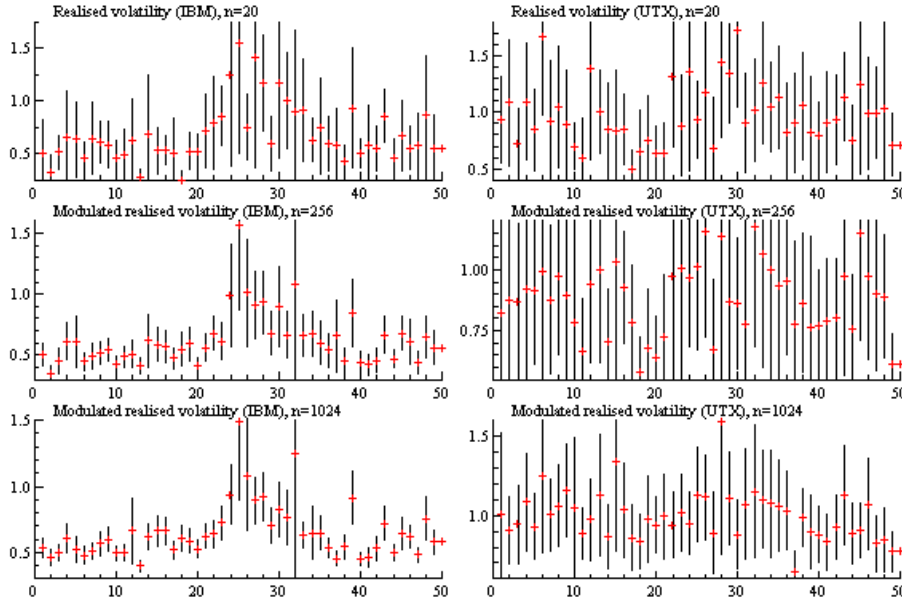 Realised volatility (IBM), n=20
1.5
1.0
0.5
0 10 20 30 40 50
Realised volatility (UTX), n=20
1.5
1.0
0.5
0 10 20 30 40 50
Modulated realised volatility (IBM), n=256
1.5
1.0
0.5
0 10 20 30 40 50
Modulated realised volatility (UTX), n=256
1.00
0.75
0 10 20 30 40 50
Modulated realised volatility (IBM), n=1024
1.5
1.0
0.5
0 10 20 30 40 50
Modulated realised volatility (UTX), n=1024
1.5
1.0
0 10 20 30 40 50